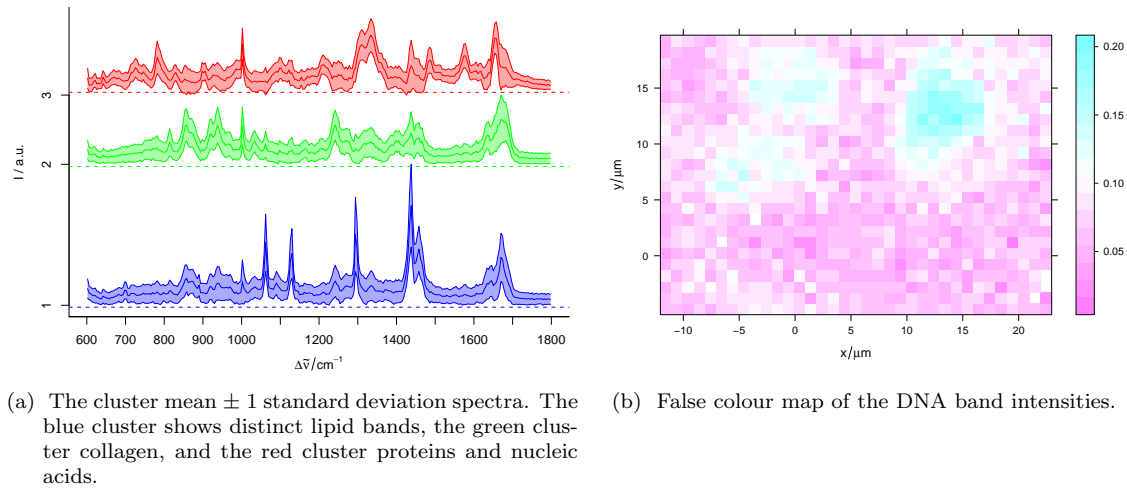 I / a.u.
3
2
1
600 700 800 1000 1200 1400 1600 1800
Δν̃/cm⁻¹
(a) The cluster mean ± 1 standard deviation spectra. The
blue cluster shows distinct lipid bands, the green clus-
ter collagen, and the red cluster proteins and nucleic
acids.
y/μm
15
10
5
0
−10 −5 0 5 10 15 20
x/μm
0.20
0.15
0.10
0.05
(b) False colour map of the DNA band intensities.